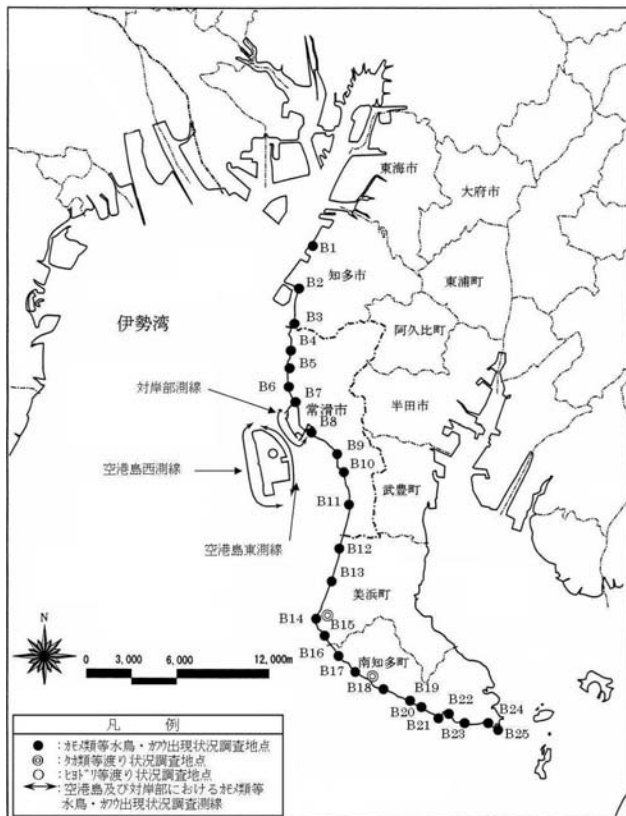 東海市
大府市
B1
知多市
東浦町
B2
B3
伊勢湾
阿久比町
B4
B5
B6
対岸部測線
B7
常滑市
半田市
B8
B9
空港島西測線
B10
武豊町
B11
空港島東測線
B12
B13
美浜町
B14
B15
N
B16
南知多町
B17
0 3,000 6,000 12,000m
B18
B19
B20
B22
B24
B21
B23
B25
凡 例
● :ｶﾓﾒ類等水鳥・ｶﾜｳ出現状況調査地点
◎ :ﾀｶ類等渡り状況調査地点
○ :ﾋﾖﾄﾞﾘ等渡り状況調査地点
↔ :空港島及び対岸部におけるｶﾓﾒ類等
水鳥・ｶﾜｳ出現状況調査測線